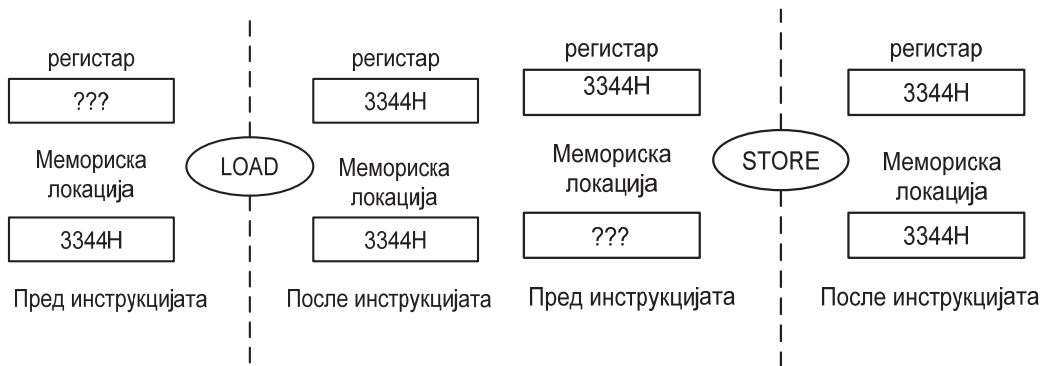 регистар
???
Мемориска
локација
3344H
Пред инструкцијата
LOAD
регистар
3344H
Мемориска
локација
3344H
После инструкцијата
регистар
3344H
Мемориска
локација
???
Пред инструкцијата
STORE
регистар
3344H
Мемориска
локација
3344H
После инструкцијата